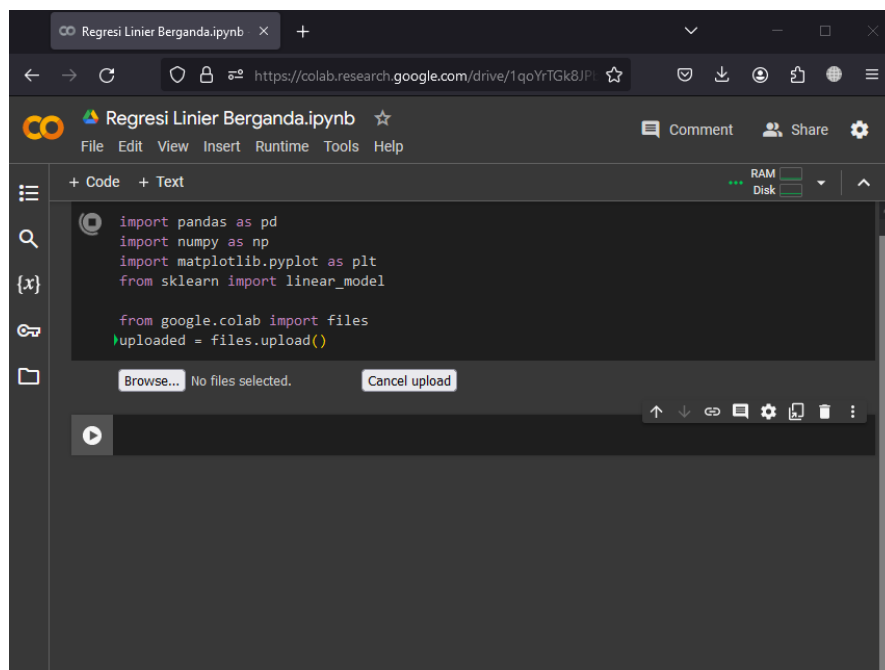 Regresi Linier Berganda.ipynb
https://colab.research.google.com/drive/1qoYrTGk8JP
Regresi Linier Berganda.ipynb
Comment
Share
File Edit View Insert Runtime Tools Help
+ Code + Text
RAM
Disk
{x}
import pandas as pd
import numpy as np
import matplotlib.pyplot as plt
from sklearn import linear_model
from google.colab import files
uploaded = files.upload()
Browse... No files selected. Cancel upload